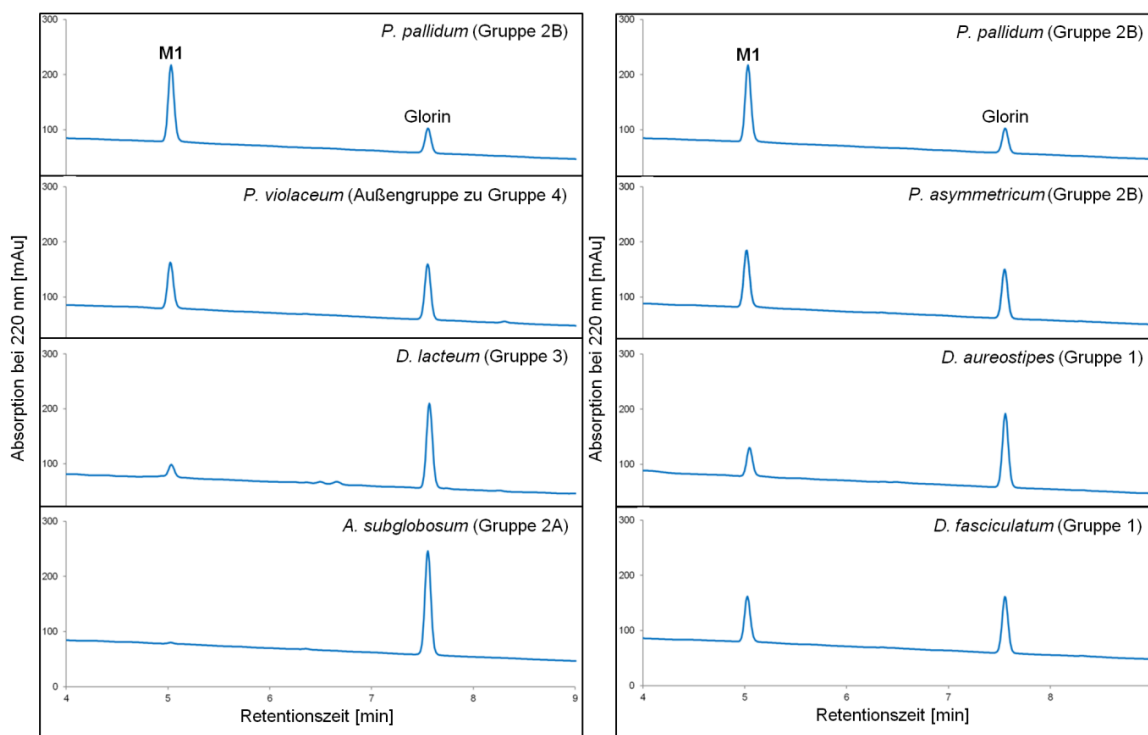 300
200
100
P. pallidum (Gruppe 2B)
M1
Glorin
300
200
100
P. violaceum (Außengruppe zu Gruppe 4)
300
200
100
D. lacteum (Gruppe 3)
300
200
100
0
A. subglobosum (Gruppe 2A)
4 5 6 7 8 9
Retentionszeit [min]
Absorption bei 220 nm [mAu]
300
200
100
P. pallidum (Gruppe 2B)
M1
Glorin
300
200
100
P. asymmetricum (Gruppe 2B)
300
200
100
D. aureostipes (Gruppe 1)
300
200
100
0
D. fasciculatum (Gruppe 1)
4 5 6 7 8
Retentionszeit [min]
Absorption bei 220 nm [mAu]